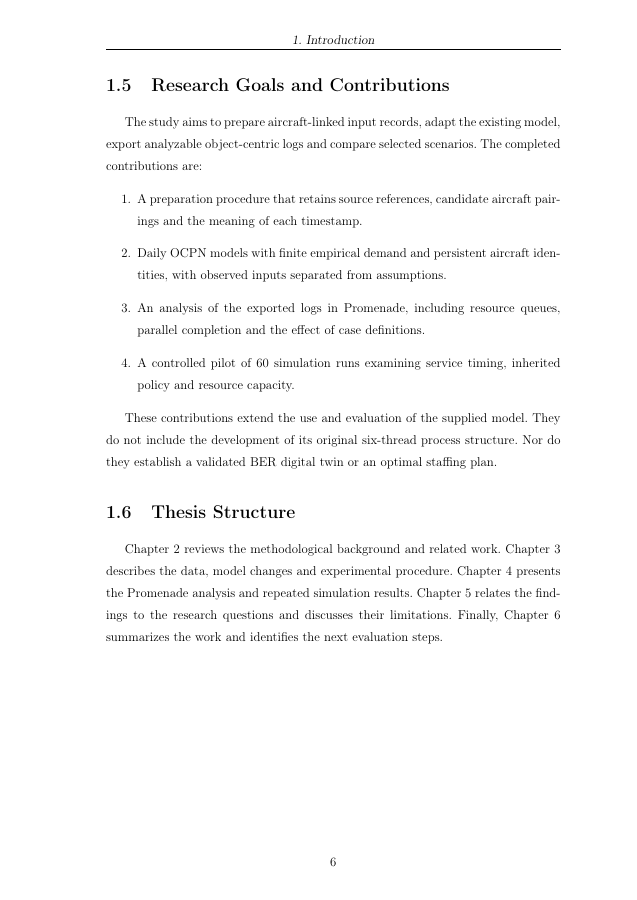 1. Introduction
1.5 Research Goals and Contributions
The study aims to prepare aircraft-linked input records, adapt the existing model,
export analyzable object-centric logs and compare selected scenarios. The completed
contributions are:
1. A preparation procedure that retains source references, candidate aircraft pair-
ings and the meaning of each timestamp.
2. Daily OCPN models with finite empirical demand and persistent aircraft iden-
tities, with observed inputs separated from assumptions.
3. An analysis of the exported logs in Promenade, including resource queues,
parallel completion and the effect of case definitions.
4. A controlled pilot of 60 simulation runs examining service timing, inherited
policy and resource capacity.
These contributions extend the use and evaluation of the supplied model. They
do not include the development of its original six-thread process structure. Nor do
they establish a validated BER digital twin or an optimal staffing plan.
1.6 Thesis Structure
Chapter 2 reviews the methodological background and related work. Chapter 3
describes the data, model changes and experimental procedure. Chapter 4 presents
the Promenade analysis and repeated simulation results. Chapter 5 relates the find-
ings to the research questions and discusses their limitations. Finally, Chapter 6
summarizes the work and identifies the next evaluation steps.
6